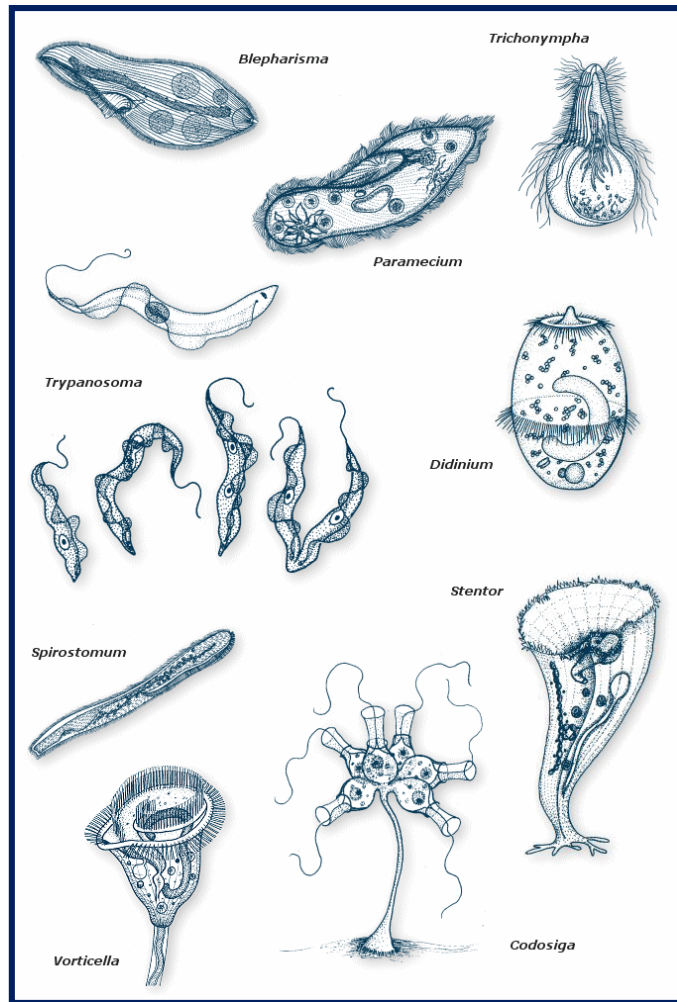 Trichonympha
Blepharisma
Paramecium
Trypanosoma
Didinium
Stentor
Spirostomum
Codosiga
Vorticella